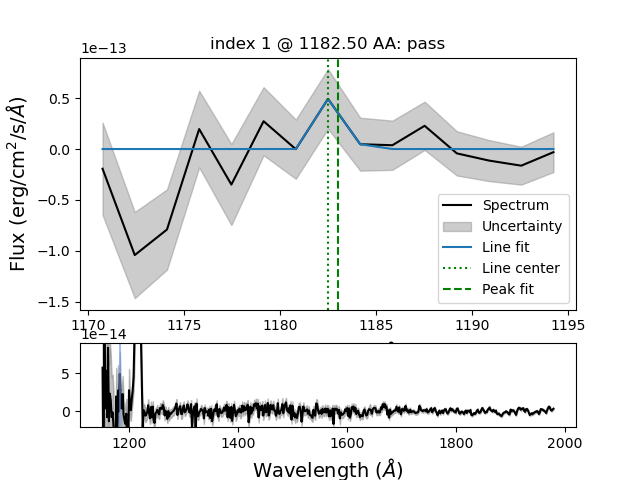 index 1 @ 1182.50 AA: pass
1e−13
Flux (erg/cm²/s/Å)
0.5
0.0
−0.5
−1.0
−1.5
Spectrum
Uncertainty
Line fit
Line center
Peak fit
1170 1175 1180 1185 1190 1195
1e−14
5
0
1200 1400 1600 1800 2000
Wavelength (Å)